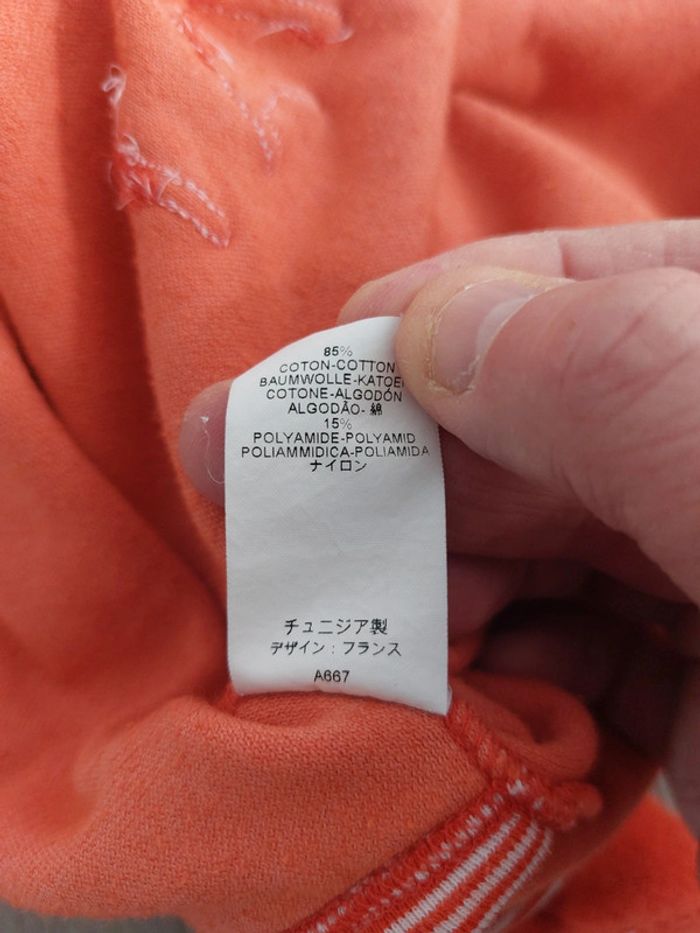 85%
COTON-COTTON
BAUMWOLLE-KATOE
COTONE-ALGODÓN
ALGODÃO- 綿
15%
POLYAMIDE-POLYAMID
POLIAMMIDICA-POLIAMIDA
ナイロン
チュニジア製
デザイン : フランス
A667